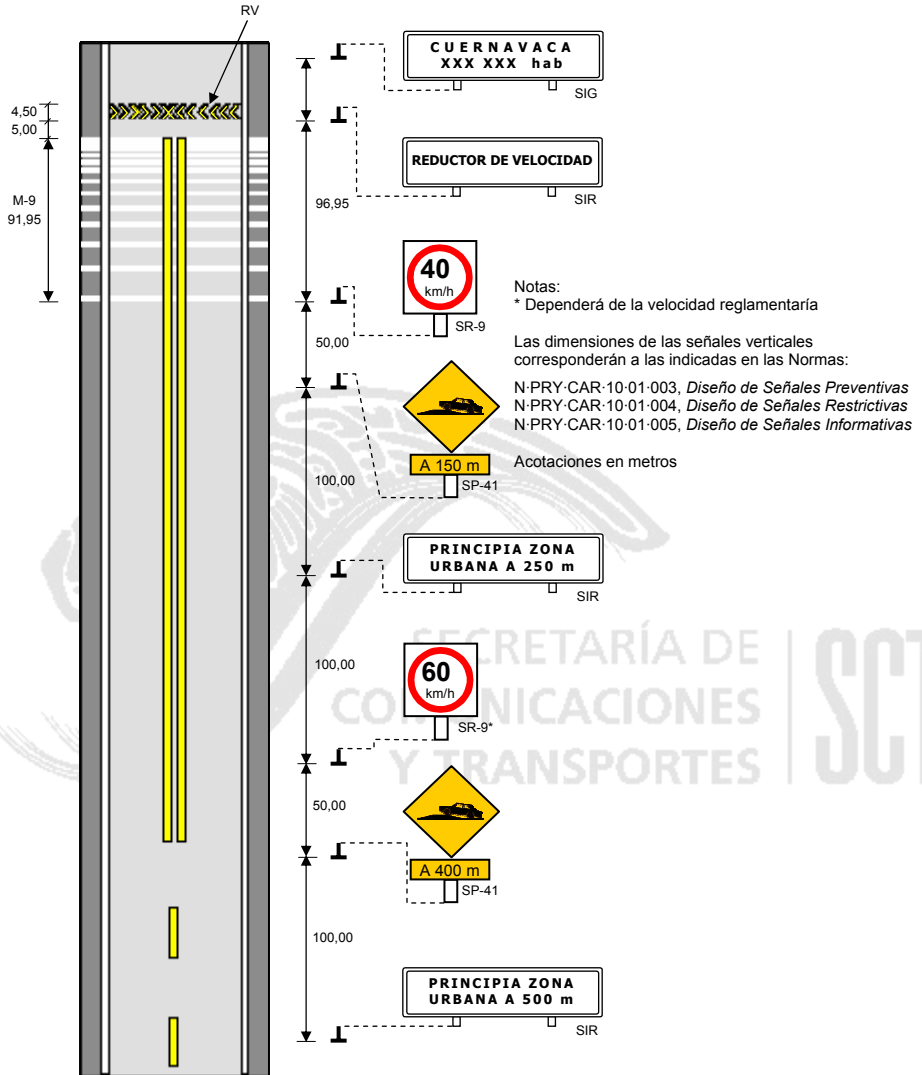 RV
CUERNAVACA
XXX XXX hab
SIG
4,50
5,00
REDUCTOR DE VELOCIDAD
SIR
M-9
91,95
96,95
40
km/h
SR-9
Notas:
* Dependerá de la velocidad reglamentaría
Las dimensiones de las señales verticales
corresponderán a las indicadas en las Normas:
N·PRY·CAR·10·01·003, Diseño de Señales Preventivas
N·PRY·CAR·10·01·004, Diseño de Señales Restrictivas
N·PRY·CAR·10·01·005, Diseño de Señales Informativas
Acotaciones en metros
50,00
A 150 m
SP-41
100,00
PRINCIPIA ZONA
URBANA A 250 m
SIR
100,00
60
km/h
SR-9*
SECRETARÍA DE
COMUNICACIONES
Y TRANSPORTES
SCT
50,00
A 400 m
SP-41
100,00
PRINCIPIA ZONA
URBANA A 500 m
SIR